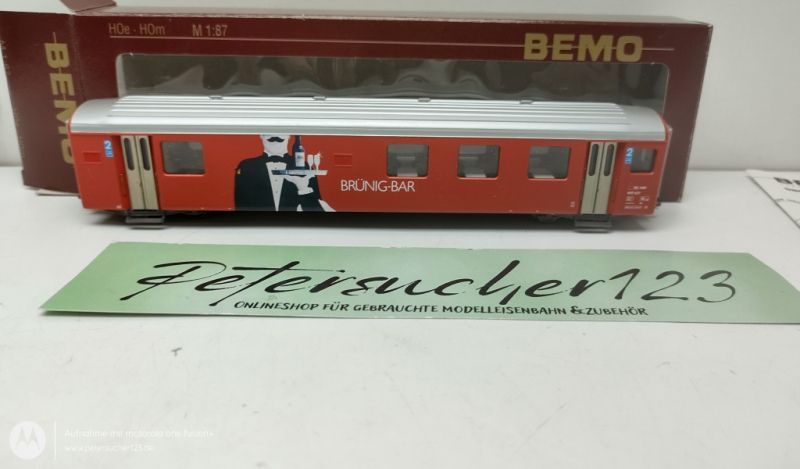 H0e - H0m M 1:87
BEMO
BEMO
2
2
BRÜNIG-BAR
Petersucher123
ONLINESHOP FÜR GEBRAUCHTE MODELLEISENBAHN & ZUBEHÖR
Aufnahme mit motorola one fusion+
www.petersucher123.de